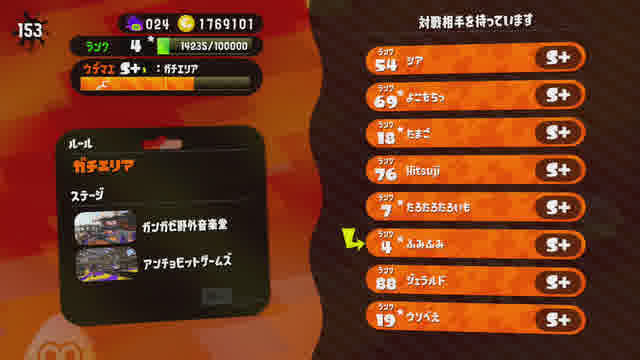 153
024 1769101
ランク 4* 14235/100000
ウデマエ S+ : ガチエリア
ルール
ガチエリア
ステージ
ガンガゼ野外音楽堂
アンチョビットゲームズ
対戦相手を待っています
ランク 54 シア S+
ランク 69* よこもちっ S+
ランク 18* たまご S+
ランク 76 Hitsuji S+
ランク 7* たろたろたろいも S+
ランク 4* ふみふみ S+
ランク 88 ジェラルド S+
ランク 19* ウソベえ S+